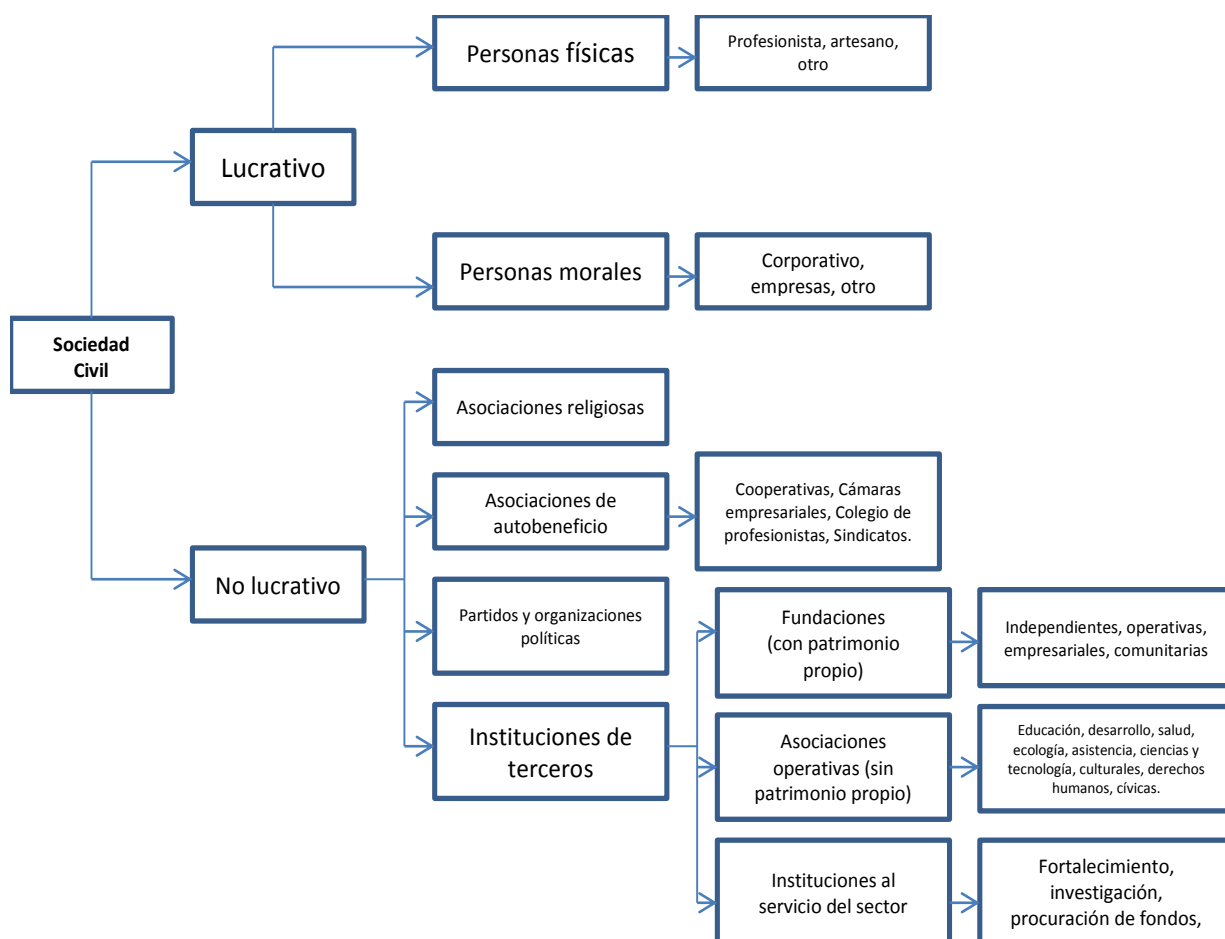 Personas físicas
Profesionista, artesano,
otro
Lucrativo
Personas morales
Corporativo,
empresas, otro
Sociedad
Civil
Asociaciones religiosas
Asociaciones de
autobeneficio
Cooperativas, Cámaras
empresariales, Colegio de
profesionistas, Sindicatos.
No lucrativo
Partidos y organizaciones
políticas
Instituciones de
terceros
Fundaciones
(con patrimonio
propio)
Independientes, operativas,
empresariales, comunitarias
Asociaciones
operativas (sin
patrimonio propio)
Educación, desarrollo, salud,
ecología, asistencia, ciencias y
tecnología, culturales, derechos
humanos, cívicas.
Instituciones al
servicio del sector
Fortalecimiento,
investigación,
procuración de fondos,